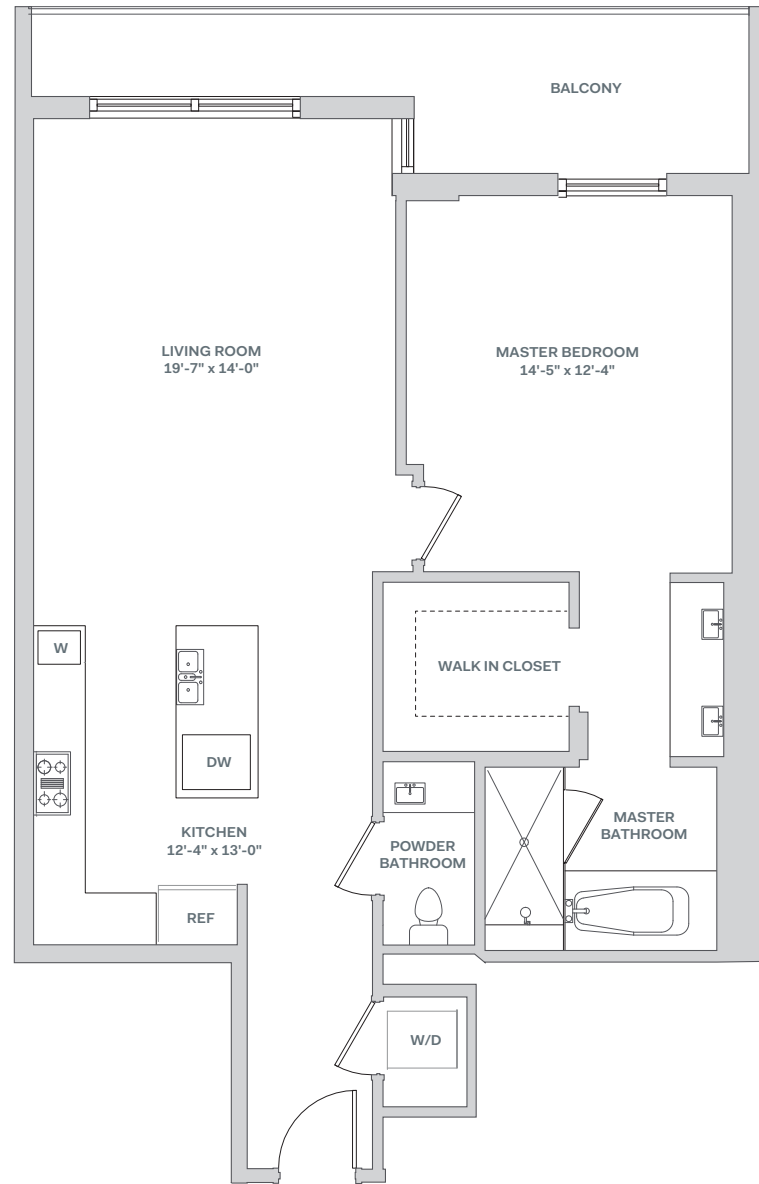 BALCONY
LIVING ROOM
19'-7" x 14'-0"
MASTER BEDROOM
14'-5" x 12'-4"
W
WALK IN CLOSET
DW
KITCHEN
12'-4" x 13'-0"
POWDER
BATHROOM
MASTER
BATHROOM
REF
W/D